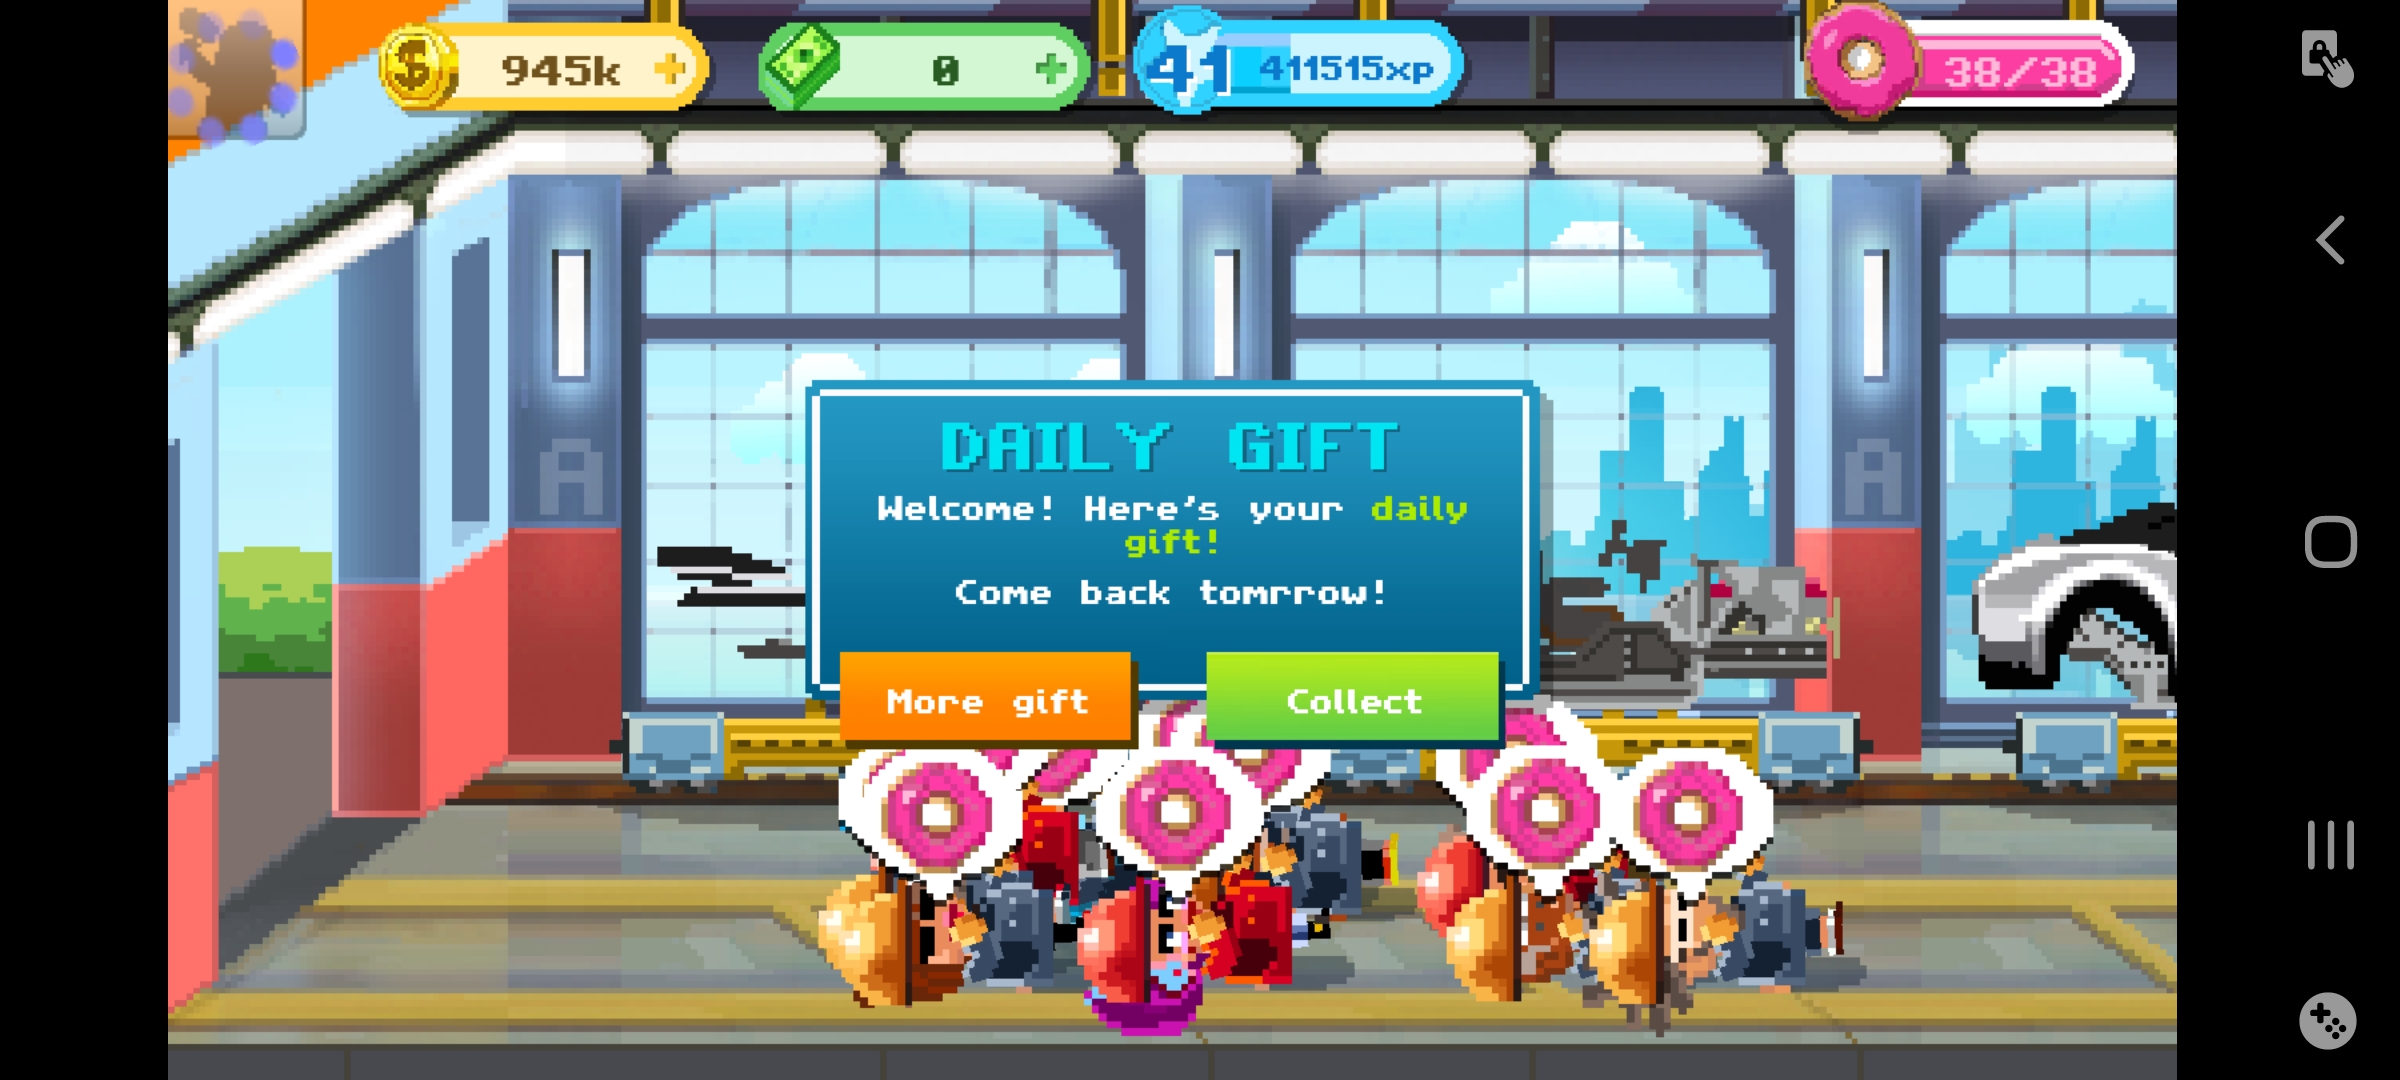 945k
0
41
411515xp
38/38
A
A
DAILY GIFT
Welcome! Here's your daily
gift!
Come back tomrrow!
More gift
Collect